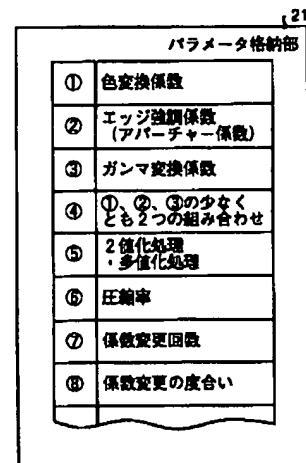 21
パラメータ格納部
① 色変換係数
② エッジ強調係数
(アパーチャー係数)
③ ガンマ変換係数
④ ①、②、③の少なく
とも2つの組み合わせ
⑤ 2値化処理
・多値化処理
⑥ 圧縮率
⑦ 係数変更回数
⑧ 係数変更の度合い